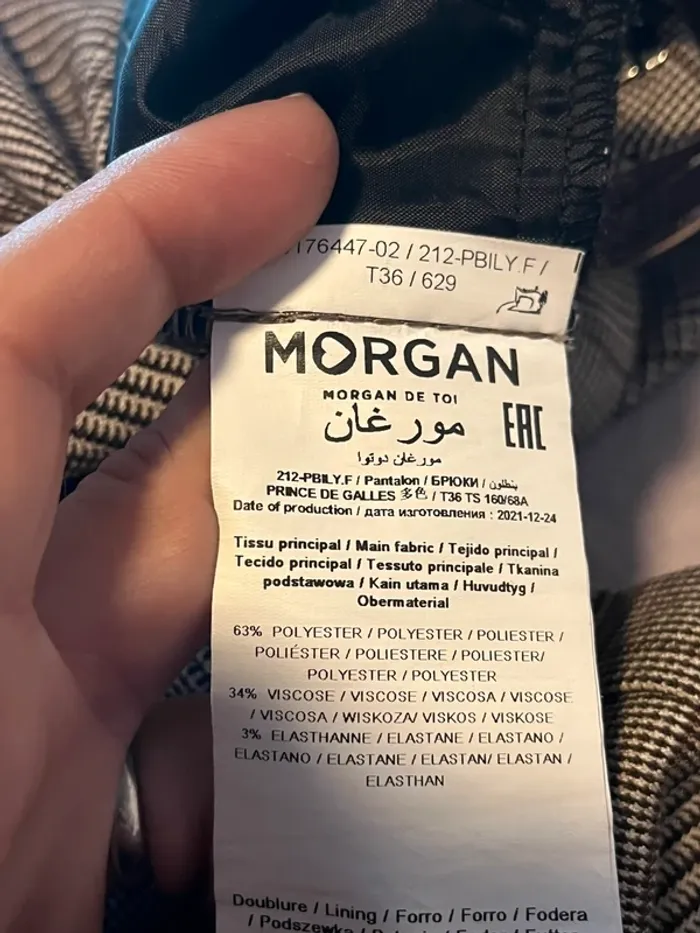 176447-02 / 212-PBILY.F /
T36 / 629
MORGAN
MORGAN DE TOI
مورغان
EAC
مورغان دوتوا
212-PBILY.F / Pantalon / БРЮКИ / بنطلون
PRINCE DE GALLES 多色 / T36 TS 160/68A
Date of production / дата изготовления : 2021-12-24
Tissu principal / Main fabric / Tejido principal /
Tecido principal / Tessuto principale / Tkanina
podstawowa / Kain utama / Huvudtyg /
Obermaterial
63% POLYESTER / POLYESTER / POLIESTER /
POLIÉSTER / POLIESTERE / POLIESTER/
POLYESTER / POLYESTER
34% VISCOSE / VISCOSE / VISCOSA / VISCOSE
/ VISCOSA / WISKOZA/ VISKOS / VISKOSE
3% ELASTHANNE / ELASTANE / ELASTANO /
ELASTANO / ELASTANE / ELASTAN/ ELASTAN /
ELASTHAN
Doublure / Lining / Forro / Forro / Fodera
/ Podszewka